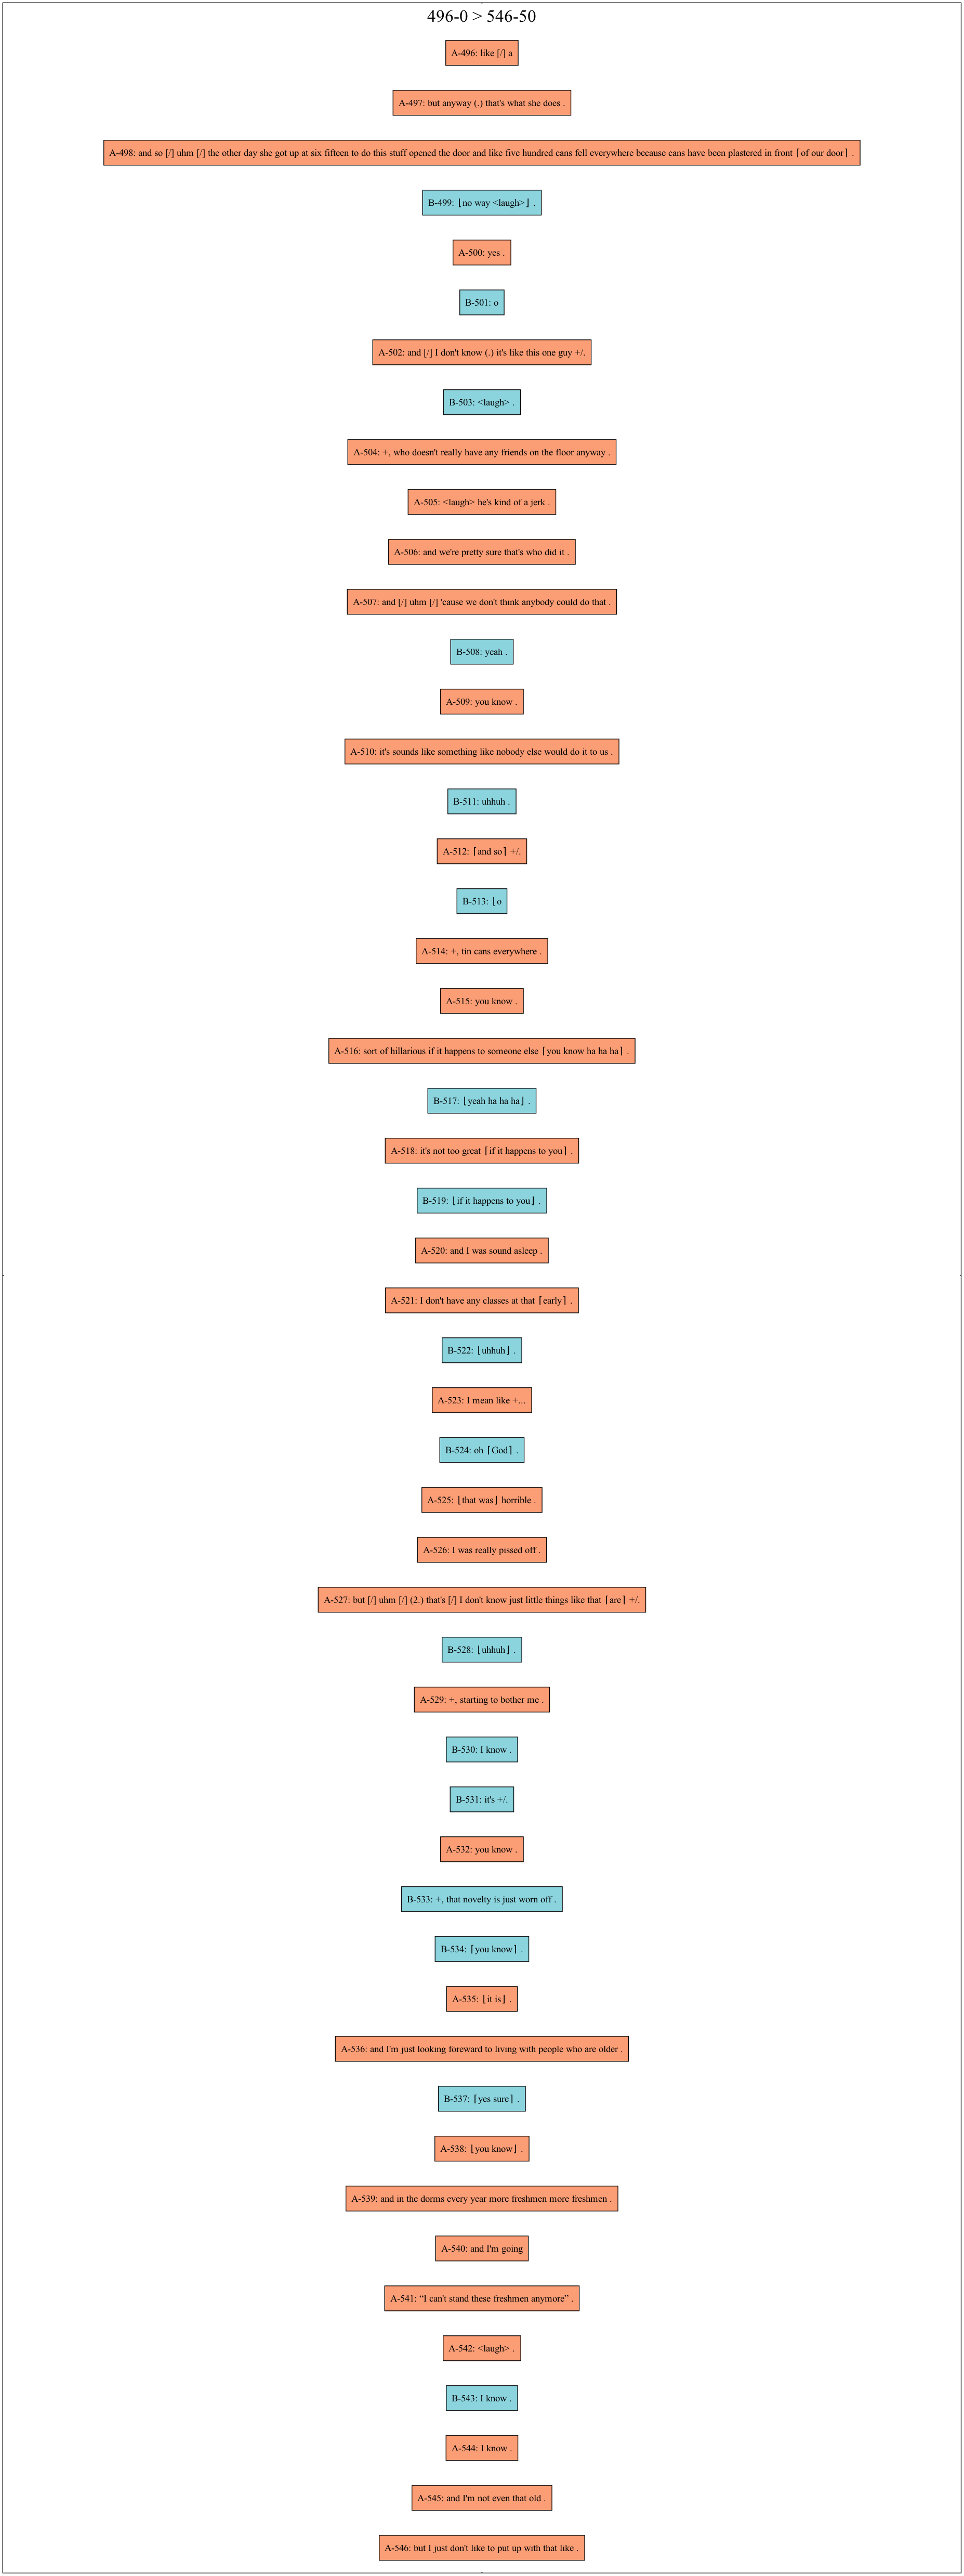 496-0 > 546-50
A-496: like [/] a
A-497: but anyway (.) that's what she does .
A-498: and so [/] uhm [/] the other day she got up at six fifteen to do this stuff opened the door and like five hundred cans fell everywhere because cans have been plastered in front ⌈of our door⌉ .
B-499: ⌊no way <laugh>⌋ .
A-500: yes .
B-501: o
A-502: and [/] I don't know (.) it's like this one guy +/.
B-503: <laugh> .
A-504: +, who doesn't really have any friends on the floor anyway .
A-505: <laugh> he's kind of a jerk .
A-506: and we're pretty sure that's who did it .
A-507: and [/] uhm [/] 'cause we don't think anybody could do that .
B-508: yeah .
A-509: you know .
A-510: it's sounds like something like nobody else would do it to us .
B-511: uhhuh .
A-512: ⌈and so⌉ +/.
B-513: ⌊o
A-514: +, tin cans everywhere .
A-515: you know .
A-516: sort of hillarious if it happens to someone else ⌈you know ha ha ha⌉ .
B-517: ⌊yeah ha ha ha⌋ .
A-518: it's not too great ⌈if it happens to you⌉ .
B-519: ⌊if it happens to you⌋ .
A-520: and I was sound asleep .
A-521: I don't have any classes at that ⌈early⌉ .
B-522: ⌊uhhuh⌋ .
A-523: I mean like +...
B-524: oh ⌈God⌉ .
A-525: ⌊that was⌋ horrible .
A-526: I was really pissed off .
A-527: but [/] uhm [/] (2.) that's [/] I don't know just little things like that ⌈are⌉ +/.
B-528: ⌊uhhuh⌋ .
A-529: +, starting to bother me .
B-530: I know .
B-531: it's +/.
A-532: you know .
B-533: +, that novelty is just worn off .
B-534: ⌈you know⌉ .
A-535: ⌊it is⌋ .
A-536: and I'm just looking foreward to living with people who are older .
B-537: ⌈yes sure⌉ .
A-538: ⌊you know⌋ .
A-539: and in the dorms every year more freshmen more freshmen .
A-540: and I'm going
A-541: “I can't stand these freshmen anymore” .
A-542: <laugh> .
B-543: I know .
A-544: I know .
A-545: and I'm not even that old .
A-546: but I just don't like to put up with that like .